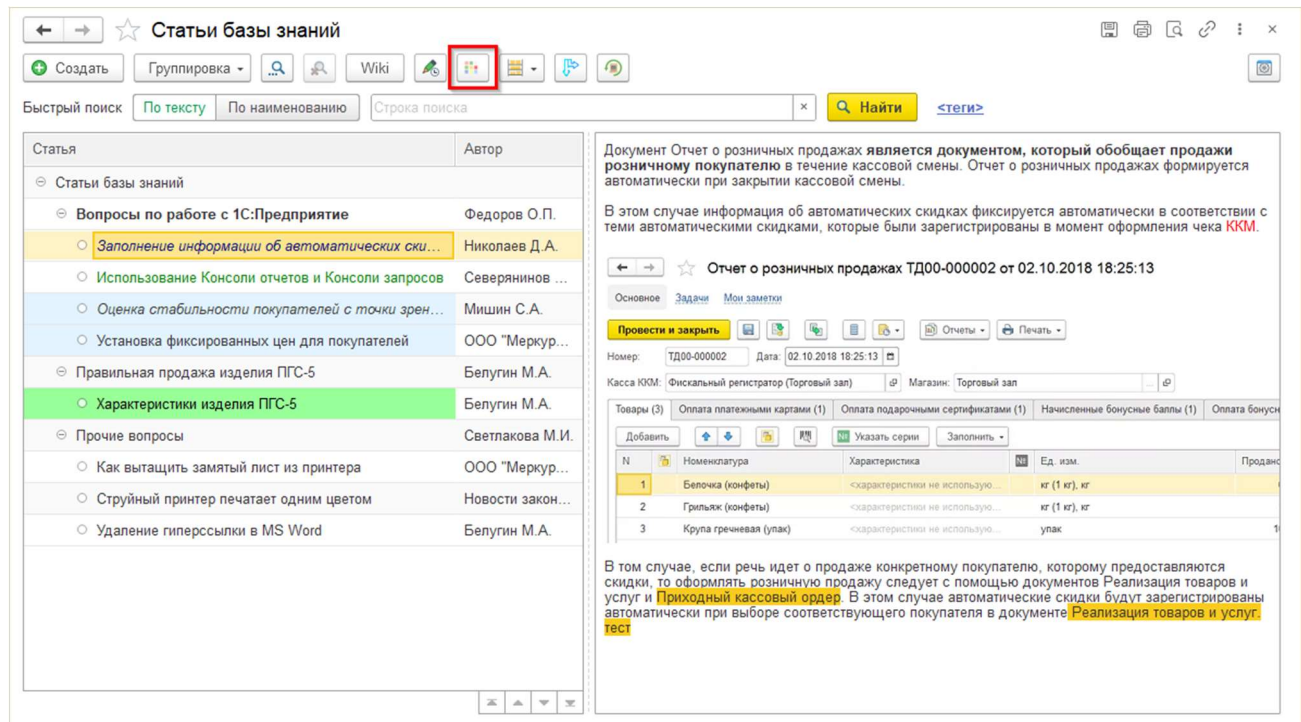 Статьи базы знаний
Создать Группировка Wiki
Быстрый поиск По тексту По наименованию Строка поиска × Найти <теги>
Статья Автор
Статьи базы знаний
Вопросы по работе с 1С:Предприятие Федоров О.П.
Заполнение информации об автоматических ски... Николаев Д.А.
Использование Консоли отчетов и Консоли запросов Северянинов ...
Оценка стабильности покупателей с точки зрен... Мишин С.А.
Установка фиксированных цен для покупателей ООО "Меркур...
Правильная продажа изделия ПГС-5 Белугин М.А.
Характеристики изделия ПГС-5 Белугин М.А.
Прочие вопросы Светлакова М.И.
Как вытащить замятый лист из принтера ООО "Меркур...
Струйный принтер печатает одним цветом Новости закон...
Удаление гиперссылки в MS Word Белугин М.А.
Документ Отчет о розничных продажах является документом, который обобщает продажи
розничному покупателю в течение кассовой смены. Отчет о розничных продажах формируется
автоматически при закрытии кассовой смены.
В этом случае информация об автоматических скидках фиксируется автоматически в соответствии с
теми автоматическими скидками, которые были зарегистрированы в момент оформления чека ККМ.
Отчет о розничных продажах ТД00-000002 от 02.10.2018 18:25:13
Основное Задачи Мои заметки
Провести и закрыть Отчеты Печать
Номер: ТД00-000002 Дата: 02.10.2018 18:25:13
Касса ККМ: Фискальный регистратор (Торговый зал) Магазин: Торговый зал ...
Товары (3) Оплата платежными картами (1) Оплата подарочными сертификатами (1) Начисленные бонусные баллы (1) Оплата бонусн
Добавить Указать серии Заполнить
N Номенклатура Характеристика № Ед. изм. Продано
1 Белочка (конфеты) <характеристики не использую... кг (1 кг), кг
2 Грильяж (конфеты) <характеристики не использую... кг (1 кг), кг
3 Крупа гречневая (упак) <характеристики не использую... упак 10
В том случае, если речь идет о продаже конкретному покупателю, которому предоставляются
скидки, то оформлять розничную продажу следует с помощью документов Реализация товаров и
услуг и Приходный кассовый ордер. В этом случае автоматические скидки будут зарегистрированы
автоматически при выборе соответствующего покупателя в документе Реализация товаров и услуг.
тест